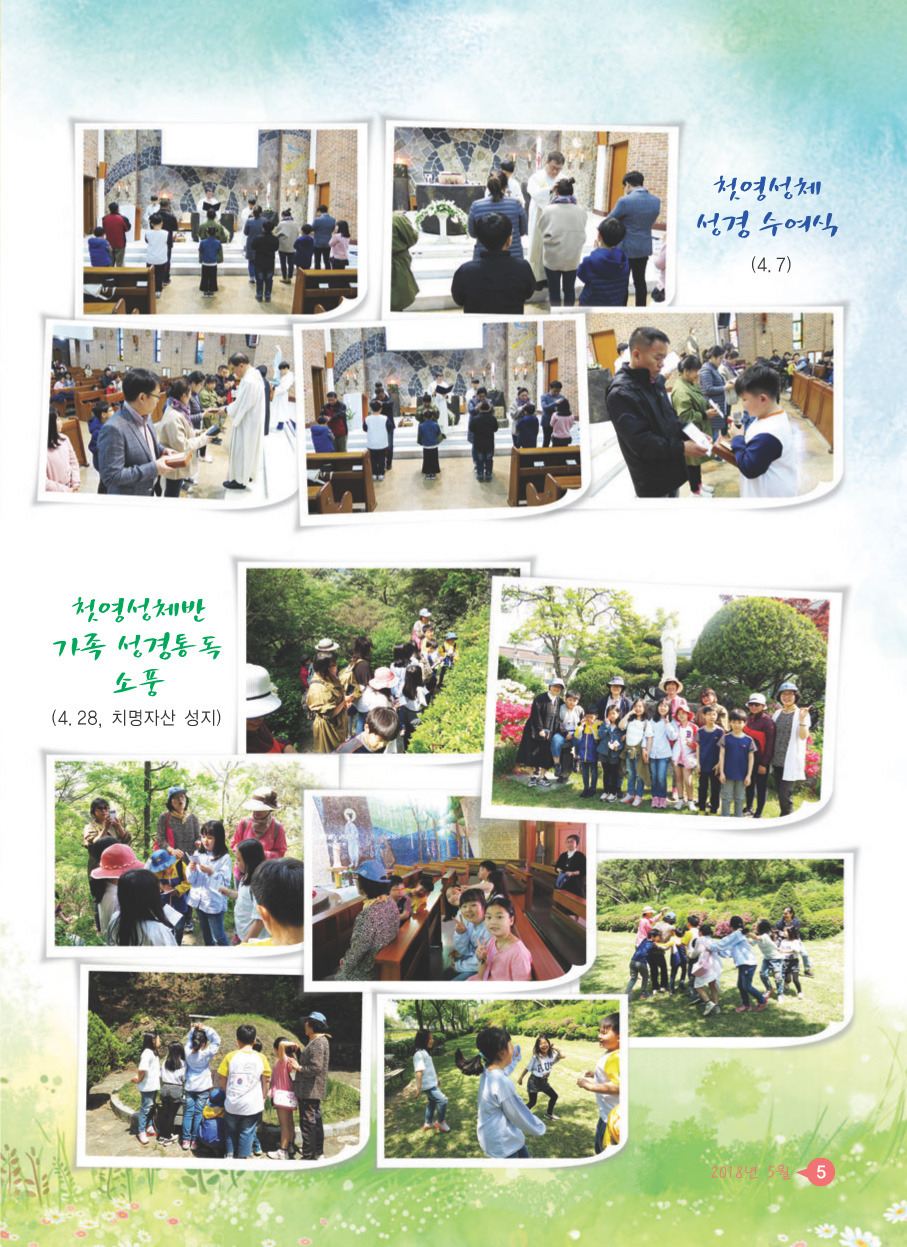 첫영성체
성경 수여식
(4. 7)
첫영성체반
가족 성경통독
소풍
(4. 28, 치명자산 성지)
2018년 5월 5